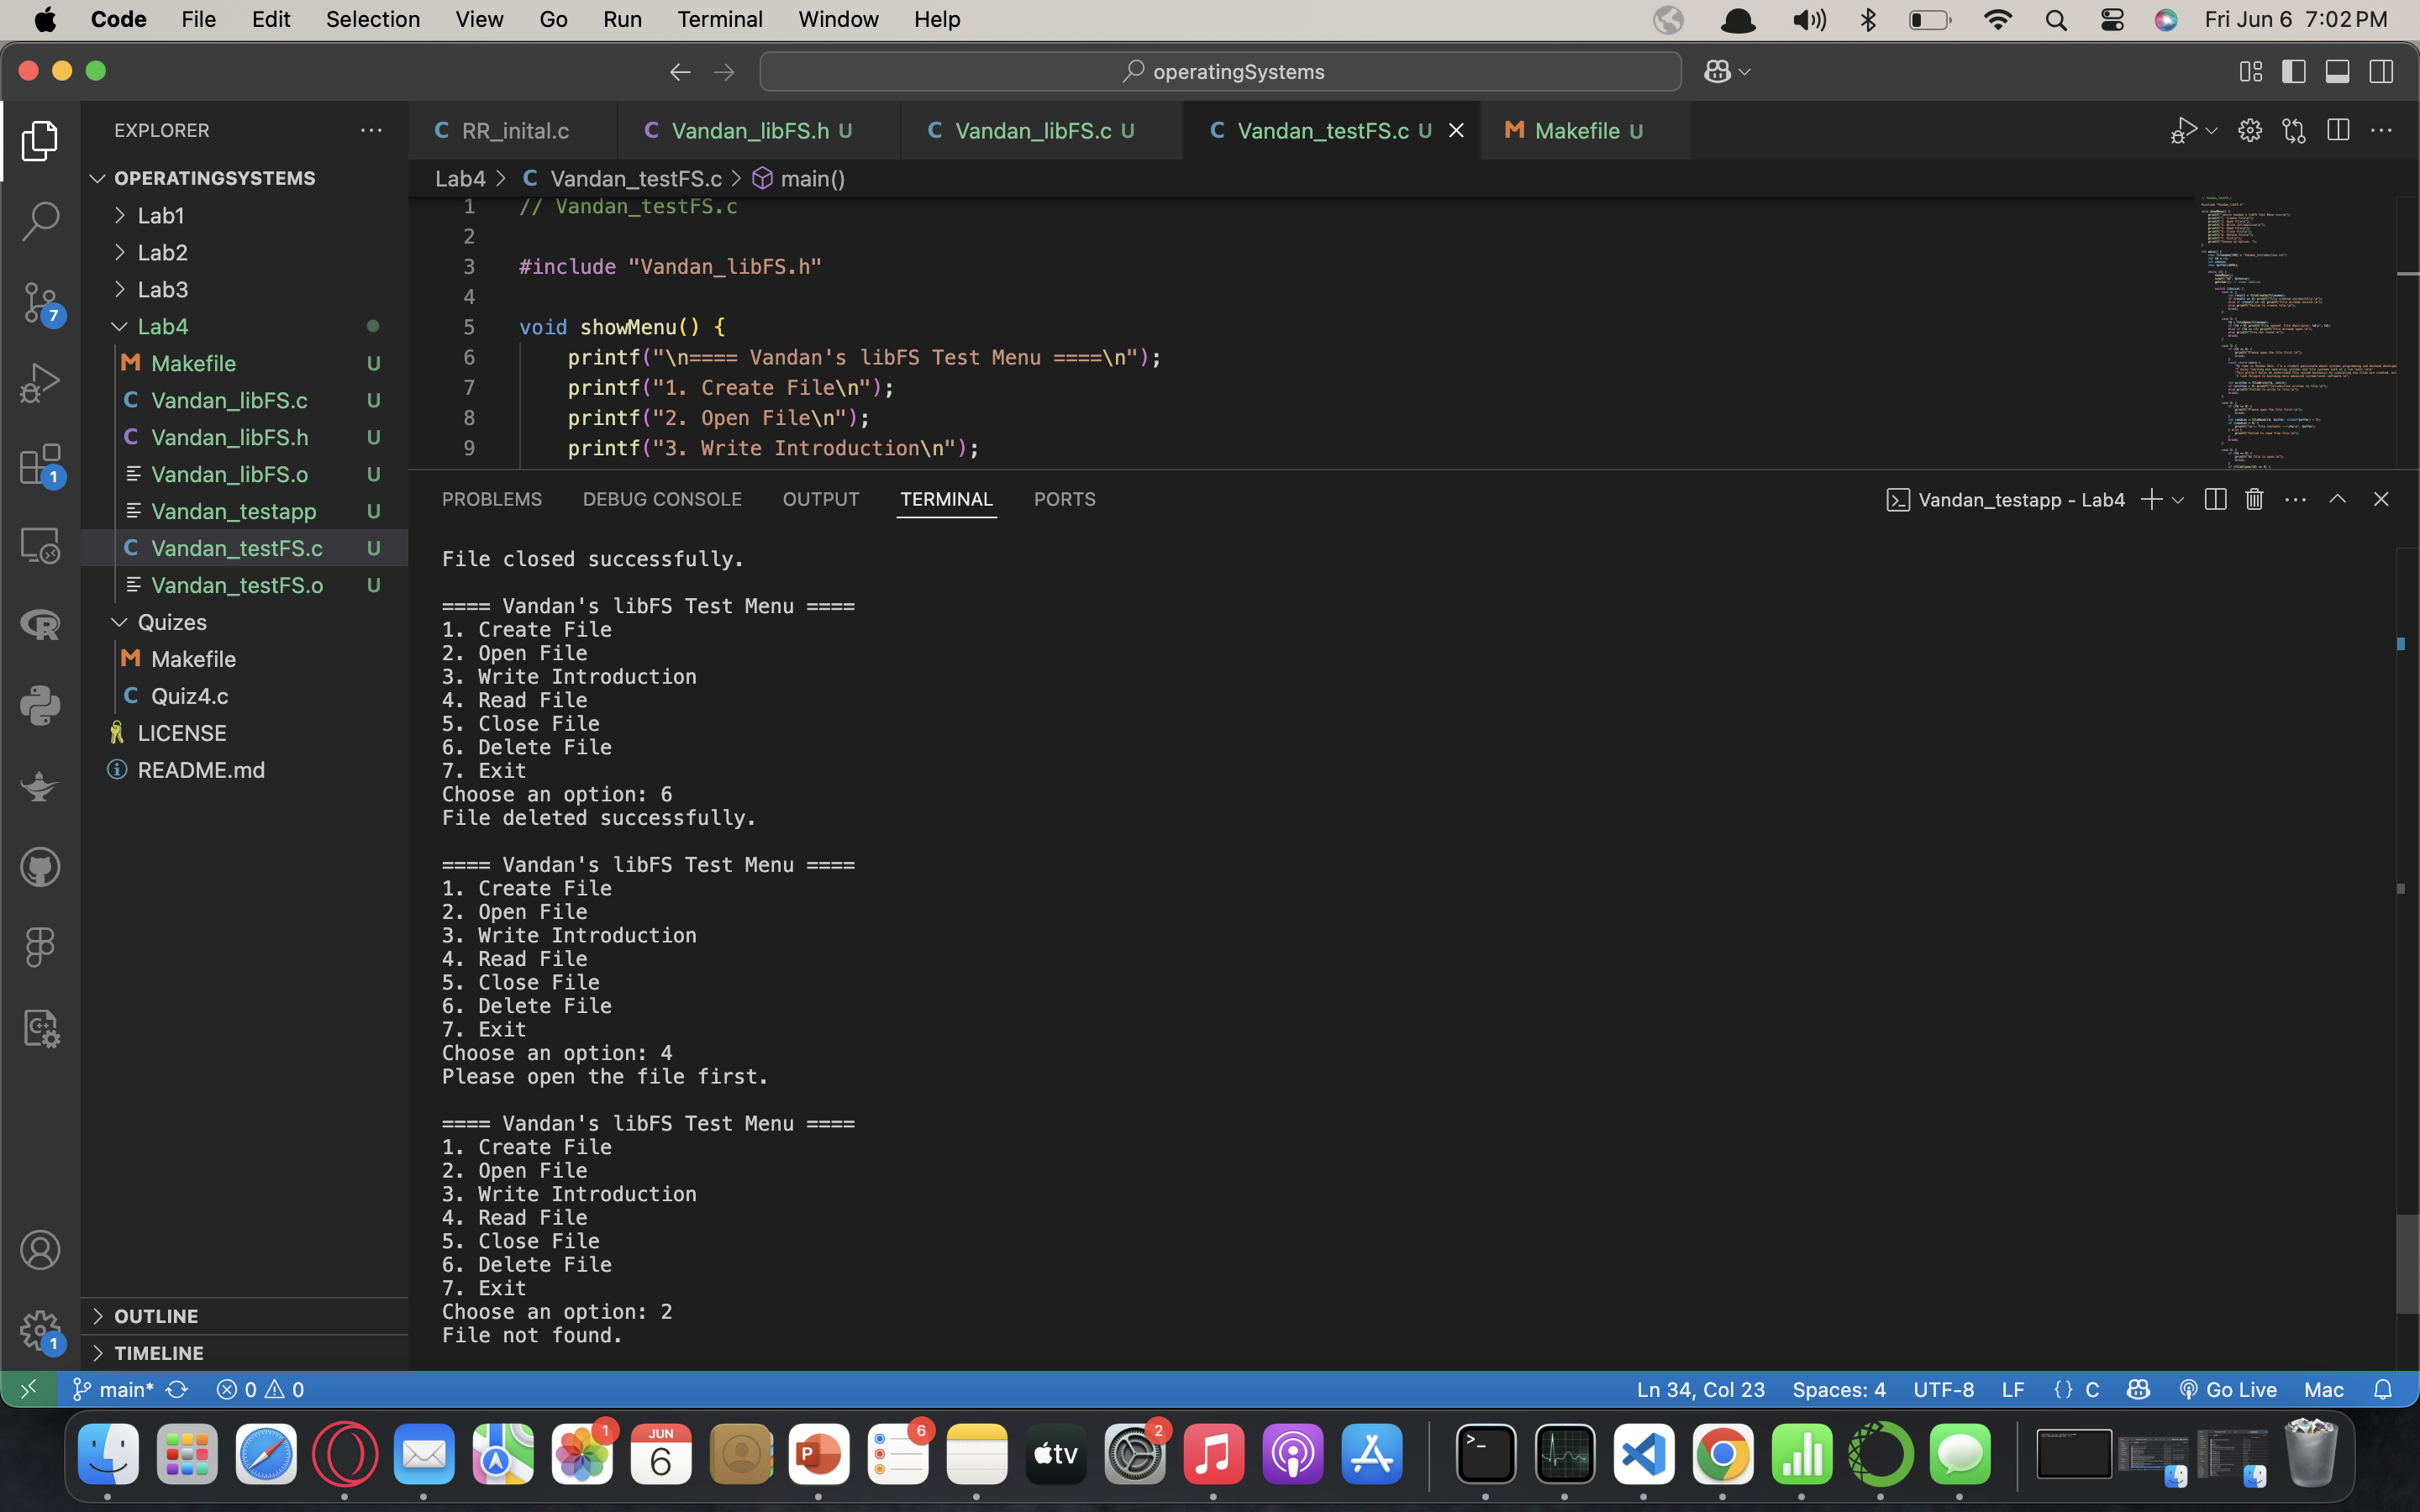 Code File Edit Selection View Go Run Terminal Window Help Fri Jun 6 7:02 PM
operatingSystems
EXPLORER
OPERATINGSYSTEMS
Lab1
Lab2
Lab3
Lab4
M Makefile U
C Vandan_libFS.c U
C Vandan_libFS.h U
Vandan_libFS.o U
Vandan_testapp U
C Vandan_testFS.c U
Vandan_testFS.o U
Quizes
M Makefile
C Quiz4.c
LICENSE
README.md
OUTLINE
TIMELINE
7
1
1
C RR_inital.c C Vandan_libFS.h U C Vandan_libFS.c U C Vandan_testFS.c U M Makefile U
Lab4 > C Vandan_testFS.c > main()
1 // Vandan_testFS.c
2
3 #include "Vandan_libFS.h"
4
5 void showMenu() {
6 printf("\n==== Vandan's libFS Test Menu ====\n");
7 printf("1. Create File\n");
8 printf("2. Open File\n");
9 printf("3. Write Introduction\n");
PROBLEMS DEBUG CONSOLE OUTPUT TERMINAL PORTS Vandan_testapp - Lab4
File closed successfully.
==== Vandan's libFS Test Menu ====
1. Create File
2. Open File
3. Write Introduction
4. Read File
5. Close File
6. Delete File
7. Exit
Choose an option: 6
File deleted successfully.
==== Vandan's libFS Test Menu ====
1. Create File
2. Open File
3. Write Introduction
4. Read File
5. Close File
6. Delete File
7. Exit
Choose an option: 4
Please open the file first.
==== Vandan's libFS Test Menu ====
1. Create File
2. Open File
3. Write Introduction
4. Read File
5. Close File
6. Delete File
7. Exit
Choose an option: 2
File not found.
main* 0 0 Ln 34, Col 23 Spaces: 4 UTF-8 LF {} C Go Live Mac
1 JUN 6 P 6 tv 2 >_